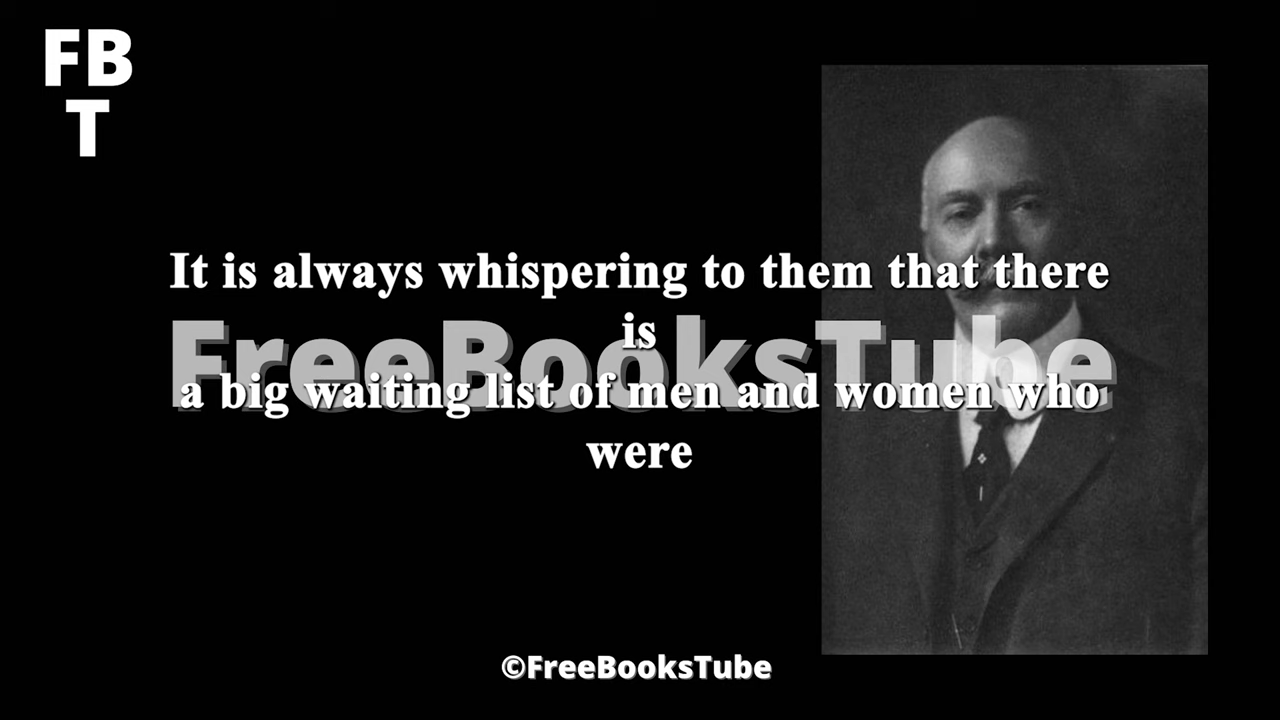 FB
T
It is always whispering to them that there
is
FreeBooksTube
a big waiting list of men and women who
were
©FreeBooksTube